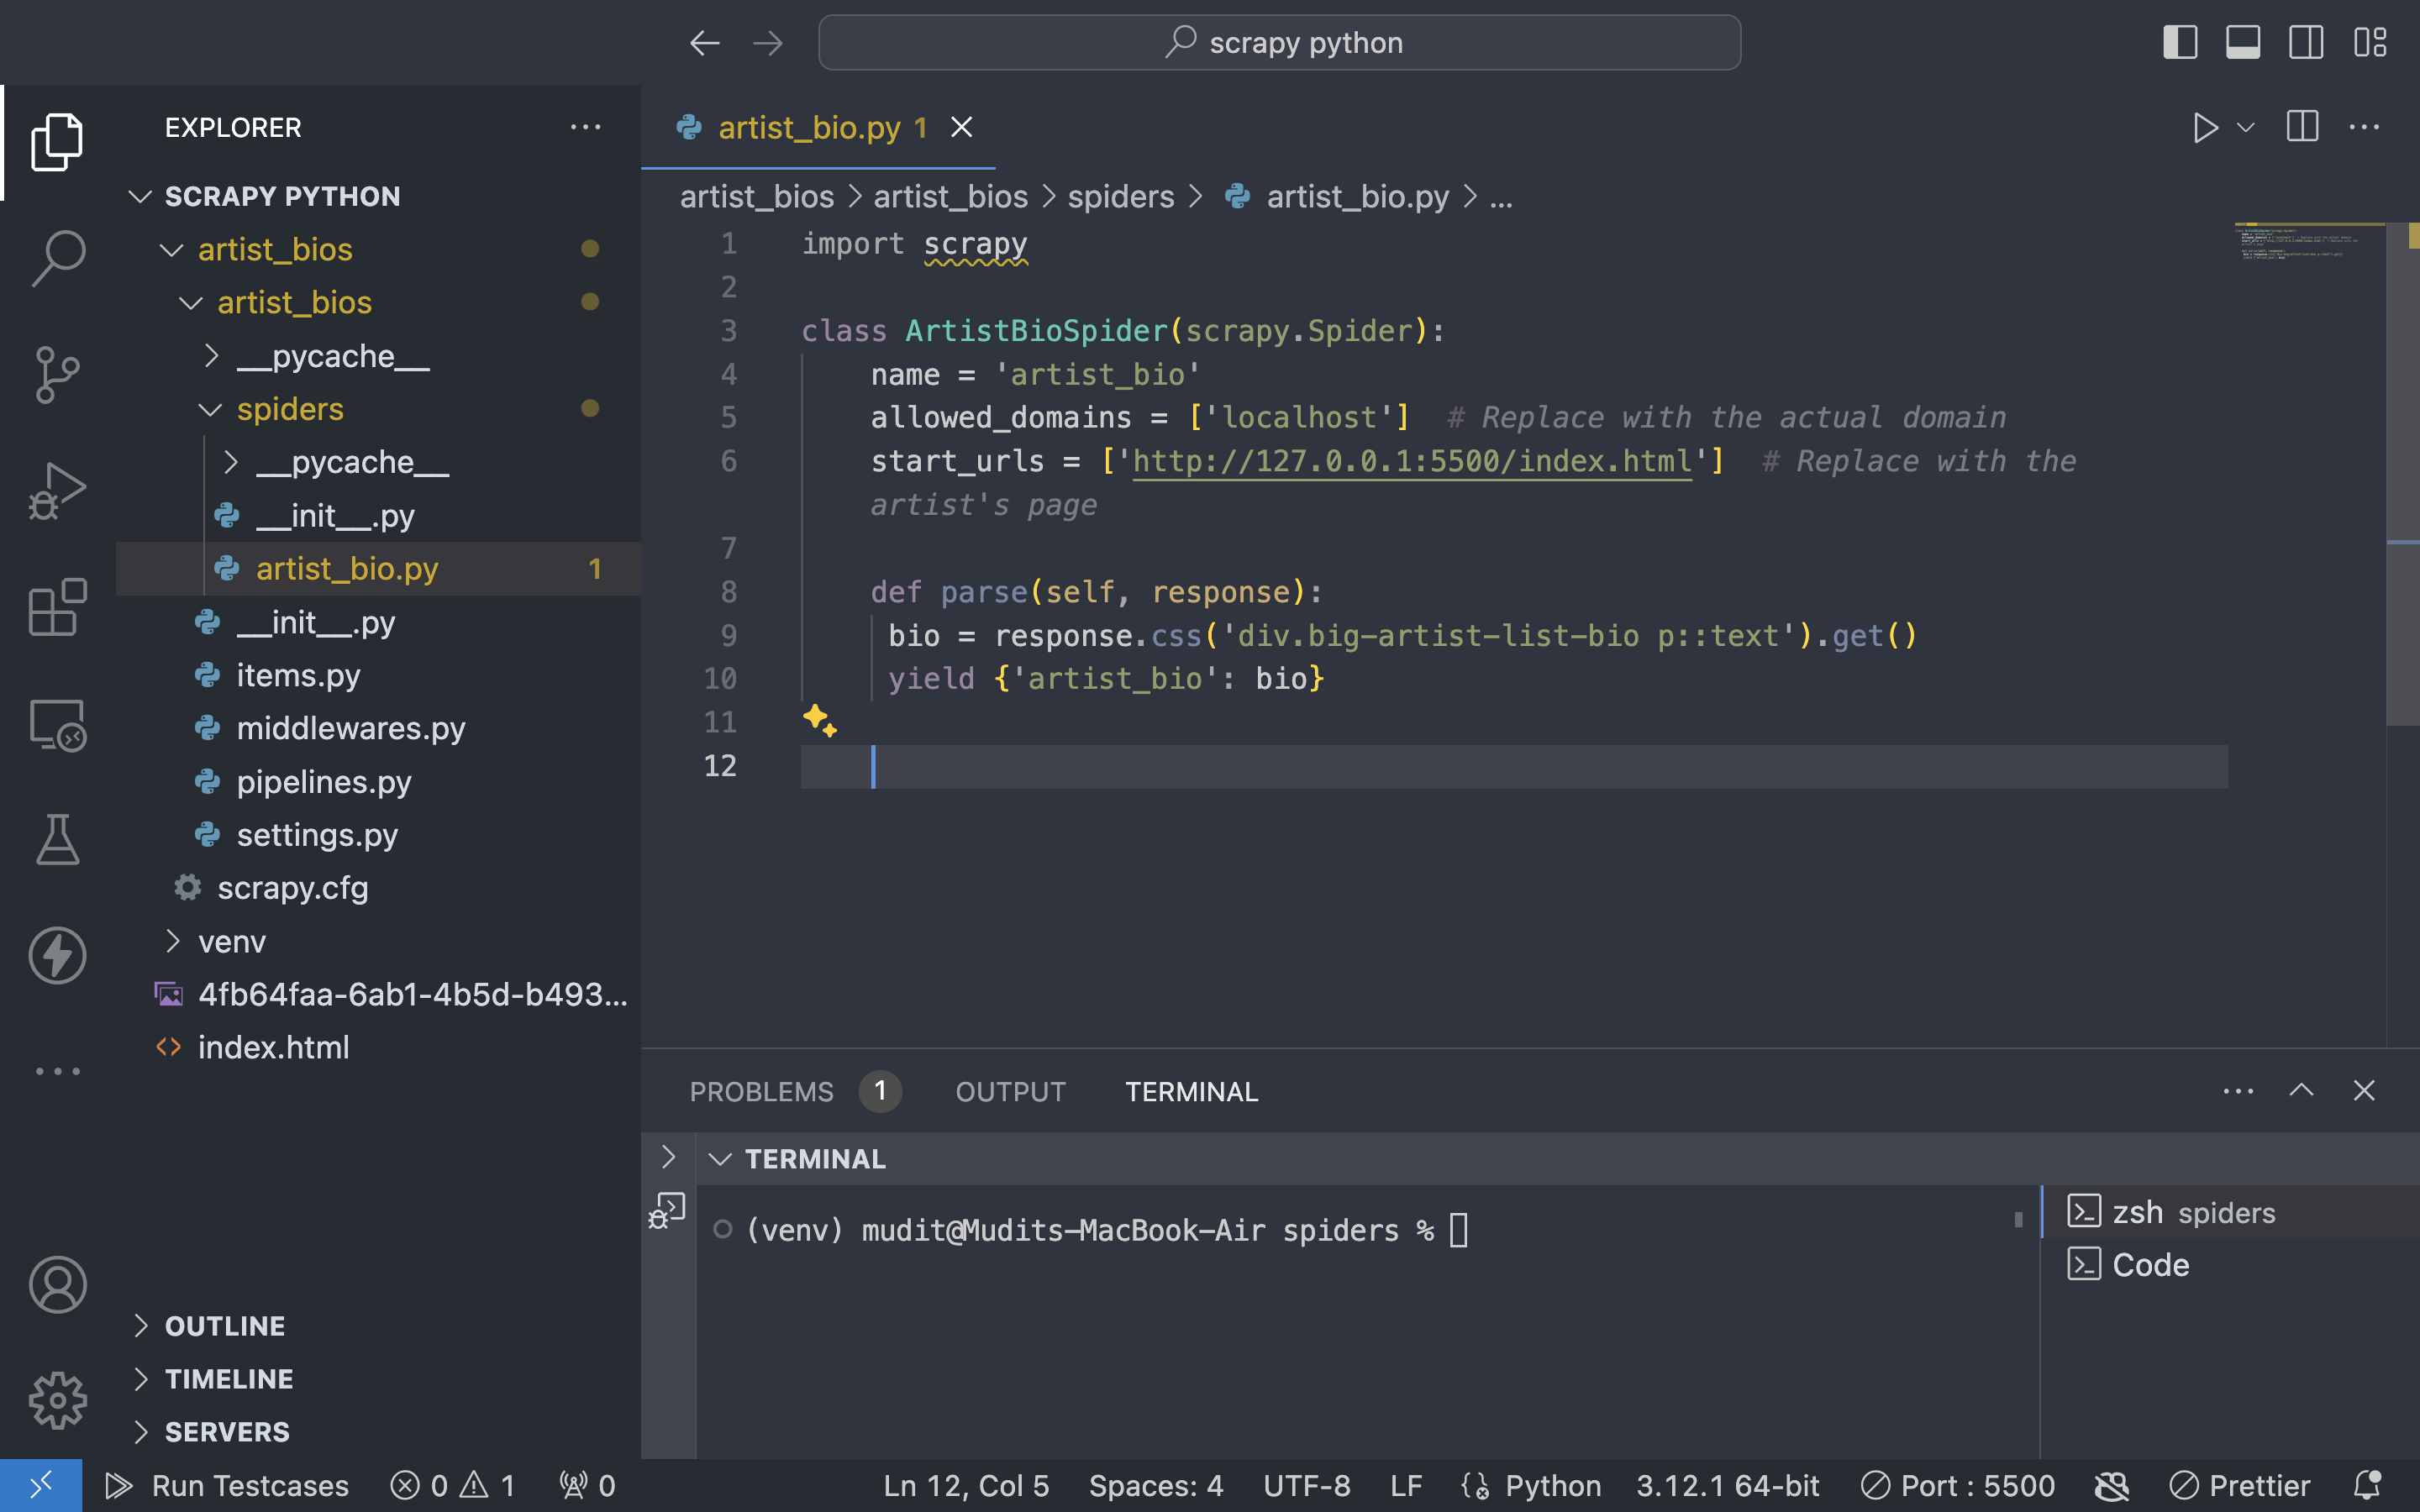 scrapy python
EXPLORER
SCRAPY PYTHON
artist_bios
artist_bios
__pycache__
spiders
__pycache__
__init__.py
artist_bio.py 1
__init__.py
items.py
middlewares.py
pipelines.py
settings.py
scrapy.cfg
venv
4fb64faa-6ab1-4b5d-b493...
index.html
OUTLINE
TIMELINE
SERVERS
artist_bio.py 1
artist_bios > artist_bios > spiders > artist_bio.py > ...
1 import scrapy
2
3 class ArtistBioSpider(scrapy.Spider):
4 name = 'artist_bio'
5 allowed_domains = ['localhost'] # Replace with the actual domain
6 start_urls = ['http://127.0.0.1:5500/index.html'] # Replace with the
artist's page
7
8 def parse(self, response):
9 bio = response.css('div.big-artist-list-bio p::text').get()
10 yield {'artist_bio': bio}
11
12
PROBLEMS 1 OUTPUT TERMINAL
TERMINAL
(venv) mudit@Mudits-MacBook-Air spiders %
zsh spiders
Code
Run Testcases 0 1 0 Ln 12, Col 5 Spaces: 4 UTF-8 LF Python 3.12.1 64-bit Port : 5500 Prettier